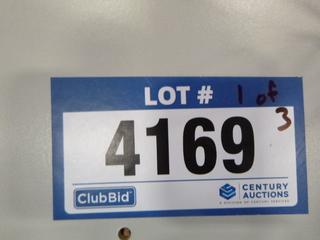 LOT # 1 of
3
4169
ClubBid
CENTURY
AUCTIONS
A DIVISION OF CENTURY SERVICES